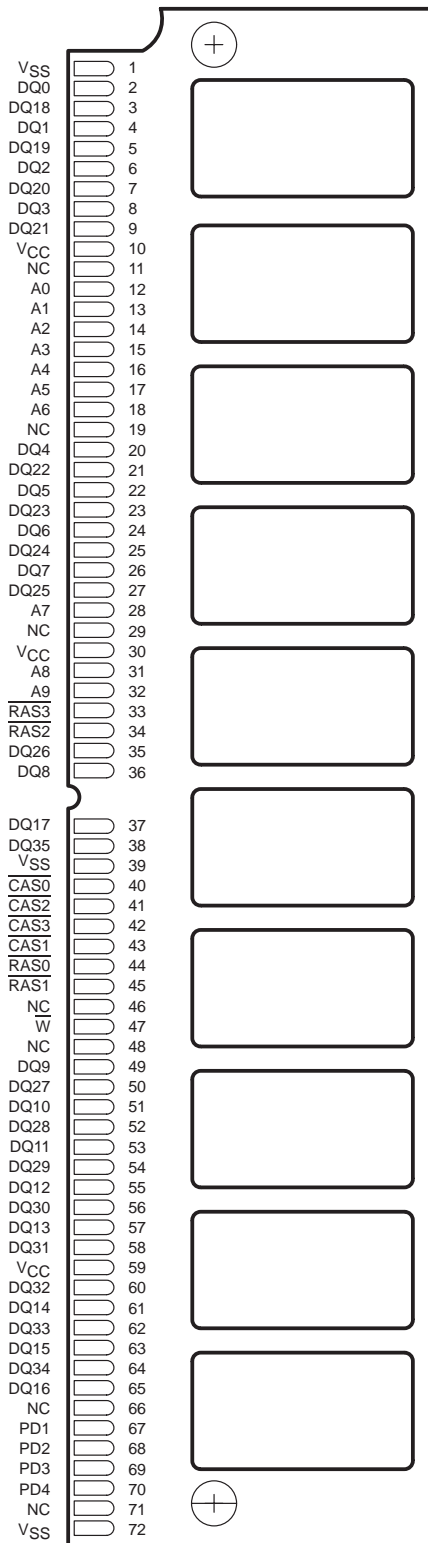 VSS 1
DQ0 2
DQ18 3
DQ1 4
DQ19 5
DQ2 6
DQ20 7
DQ3 8
DQ21 9
VCC 10
NC 11
A0 12
A1 13
A2 14
A3 15
A4 16
A5 17
A6 18
NC 19
DQ4 20
DQ22 21
DQ5 22
DQ23 23
DQ6 24
DQ24 25
DQ7 26
DQ25 27
A7 28
NC 29
VCC 30
A8 31
A9 32
RAS3 33
RAS2 34
DQ26 35
DQ8 36
DQ17 37
DQ35 38
VSS 39
CAS0 40
CAS2 41
CAS3 42
CAS1 43
RAS0 44
RAS1 45
NC 46
W 47
NC 48
DQ9 49
DQ27 50
DQ10 51
DQ28 52
DQ11 53
DQ29 54
DQ12 55
DQ30 56
DQ13 57
DQ31 58
VCC 59
DQ32 60
DQ14 61
DQ33 62
DQ15 63
DQ34 64
DQ16 65
NC 66
PD1 67
PD2 68
PD3 69
PD4 70
NC 71
VSS 72